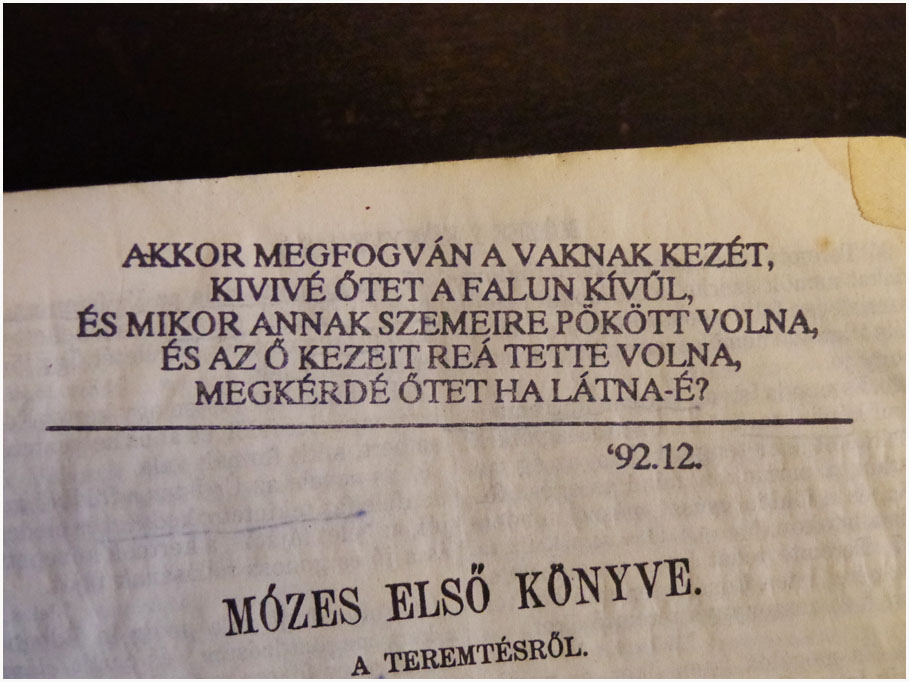 AKKOR MEGFOGVÁN A VAKNAK KEZÉT,
KIVIVÉ ŐTET A FALUN KÍVŰL,
ÉS MIKOR ANNAK SZEMEIRE PÖKÖTT VOLNA,
ÉS AZ Ő KEZEIT REÁ TETTE VOLNA,
MEGKÉRDÉ ŐTET HA LÁTNA-É?
'92.12.
MÓZES ELSŐ KÖNYVE.
A TEREMTÉSRŐL.